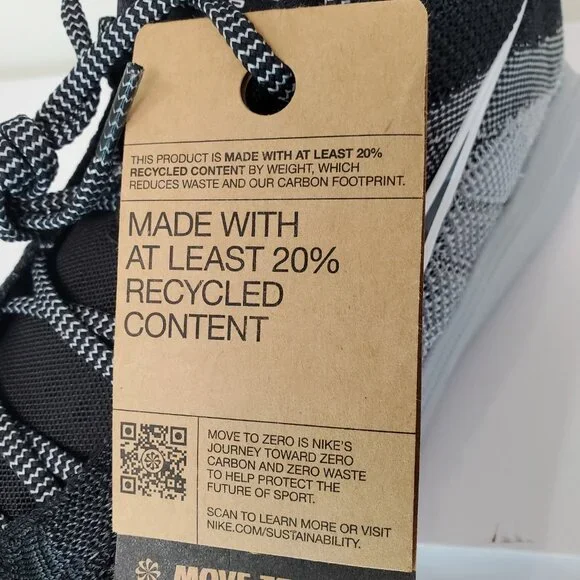 THIS PRODUCT IS MADE WITH AT LEAST 20%
RECYCLED CONTENT BY WEIGHT, WHICH
REDUCES WASTE AND OUR CARBON FOOTPRINT.
MADE WITH
AT LEAST 20%
RECYCLED
CONTENT
MOVE TO ZERO IS NIKE'S
JOURNEY TOWARD ZERO
CARBON AND ZERO WASTE
TO HELP PROTECT THE
FUTURE OF SPORT.
SCAN TO LEARN MORE OR VISIT
NIKE.COM/SUSTAINABILITY.
MOVE